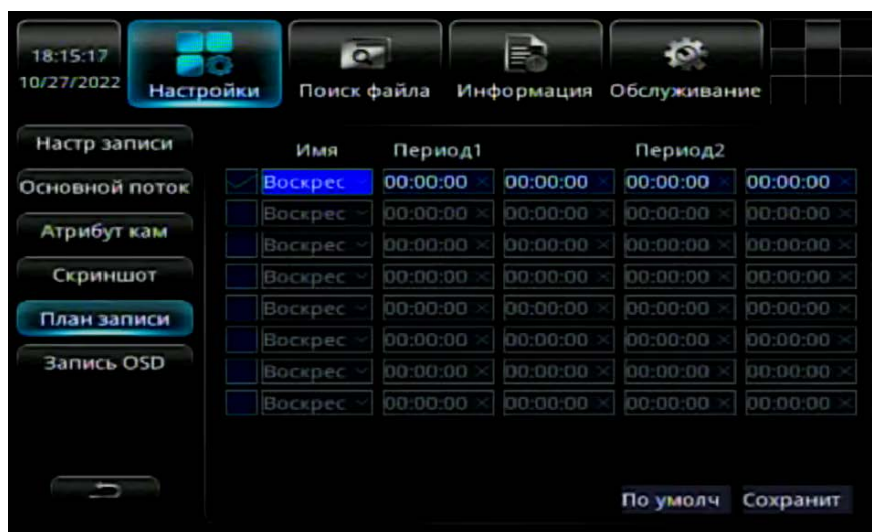 18:15:17
10/27/2022
Настройки
Поиск файла
Информация
Обслуживание
Настр записи
Основной поток
Атрибут кам
Скриншот
План записи
Запись OSD
Имя Период1 Период2
Воскрес 00:00:00 00:00:00 00:00:00 00:00:00
Воскрес 00:00:00 00:00:00 00:00:00 00:00:00
Воскрес 00:00:00 00:00:00 00:00:00 00:00:00
Воскрес 00:00:00 00:00:00 00:00:00 00:00:00
Воскрес 00:00:00 00:00:00 00:00:00 00:00:00
Воскрес 00:00:00 00:00:00 00:00:00 00:00:00
Воскрес 00:00:00 00:00:00 00:00:00 00:00:00
Воскрес 00:00:00 00:00:00 00:00:00 00:00:00
По умолч Сохранит